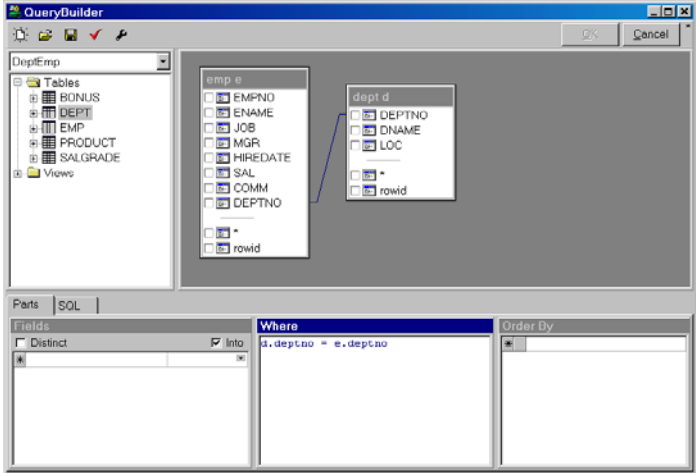 QueryBuilder
OK
Cancel
DeptEmp
Tables
BONUS
DEPT
EMP
PRODUCT
SALGRADE
Views
emp e
EMPNO
ENAME
JOB
MGR
HIREDATE
SAL
COMM
DEPTNO
*
rowid
dept d
DEPTNO
DNAME
LOC
*
rowid
Parts
SQL
Fields
Distinct
Into
Where
d.deptno = e.deptno
Order By